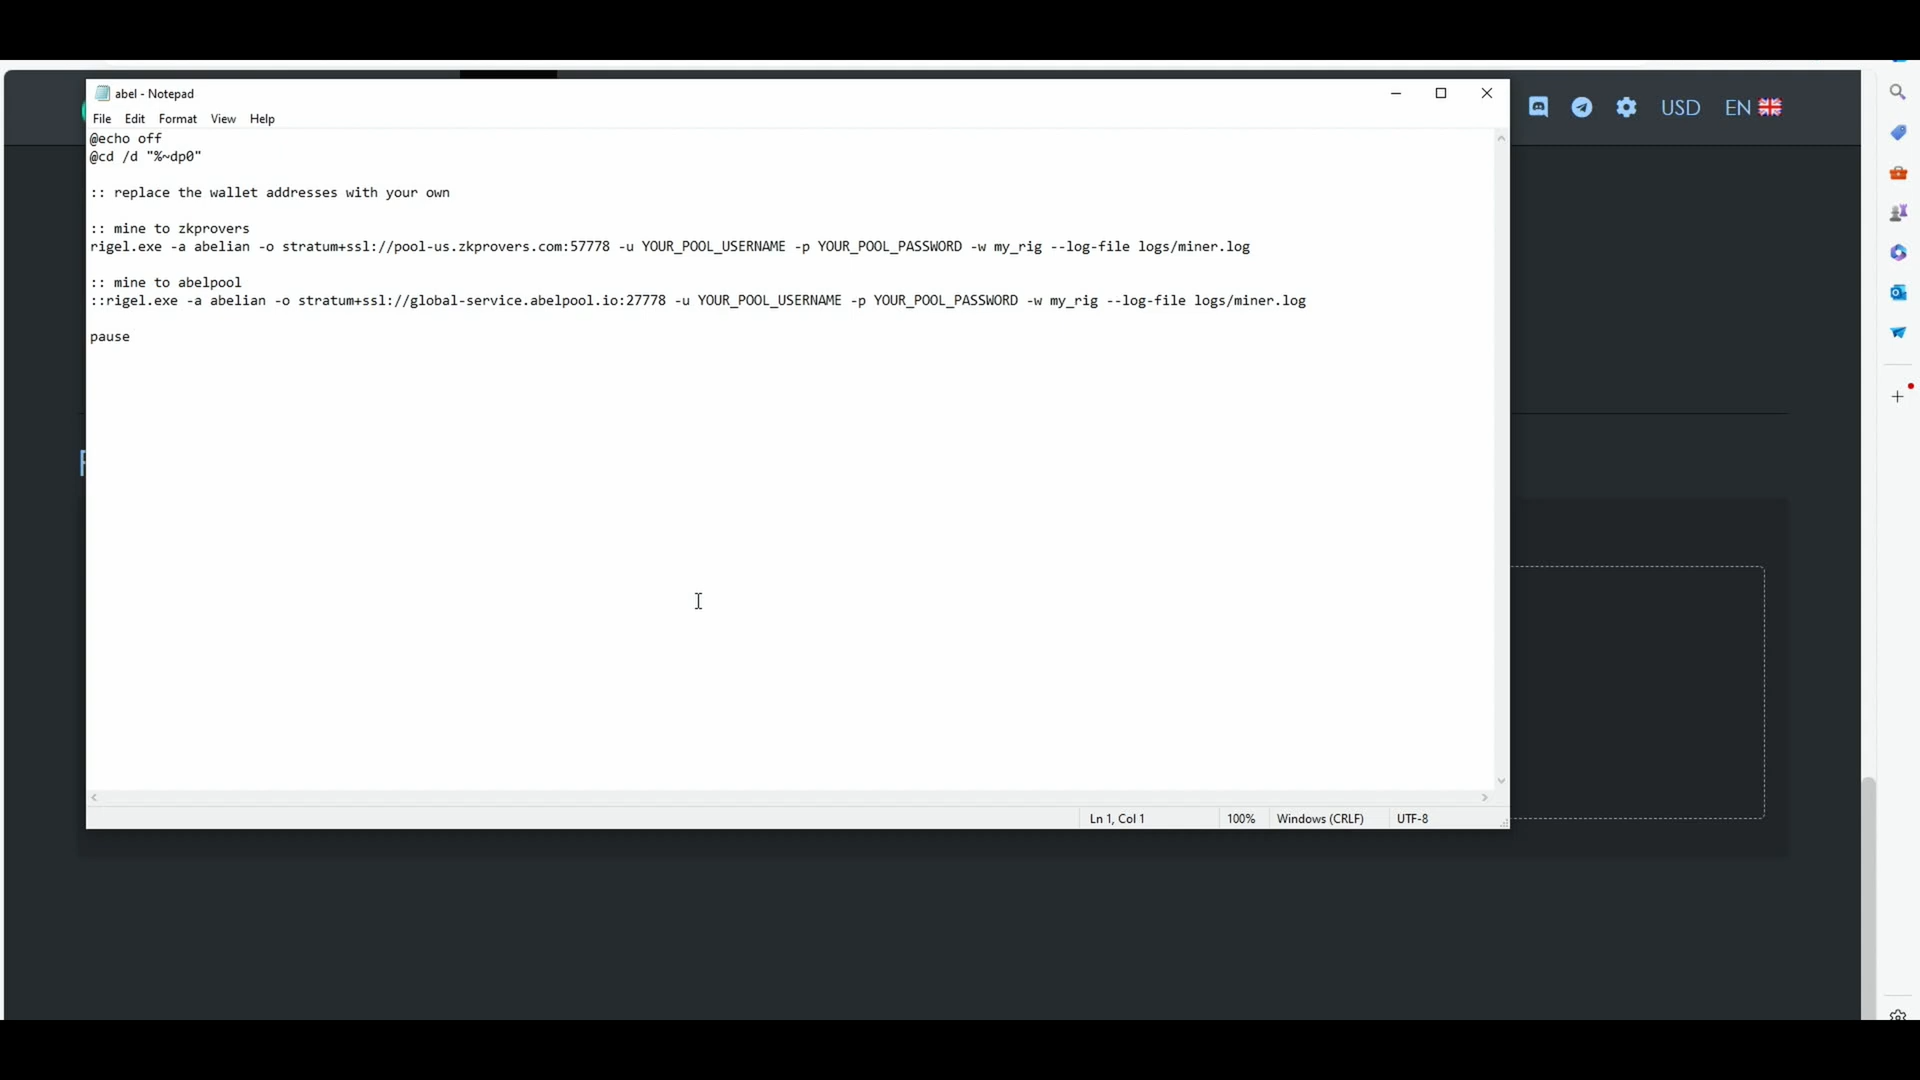 abel - Notepad
File Edit Format View Help
@echo off
@cd /d "%~dp0"
:: replace the wallet addresses with your own
:: mine to zkprovers
rigel.exe -a abelian -o stratum+ssl://pool-us.zkprovers.com:57778 -u YOUR_POOL_USERNAME -p YOUR_POOL_PASSWORD -w my_rig --log-file logs/miner.log
:: mine to abelpool
::rigel.exe -a abelian -o stratum+ssl://global-service.abelpool.io:27778 -u YOUR_POOL_USERNAME -p YOUR_POOL_PASSWORD -w my_rig --log-file logs/miner.log
pause
Ln 1, Col 1 100% Windows (CRLF) UTF-8
USD EN